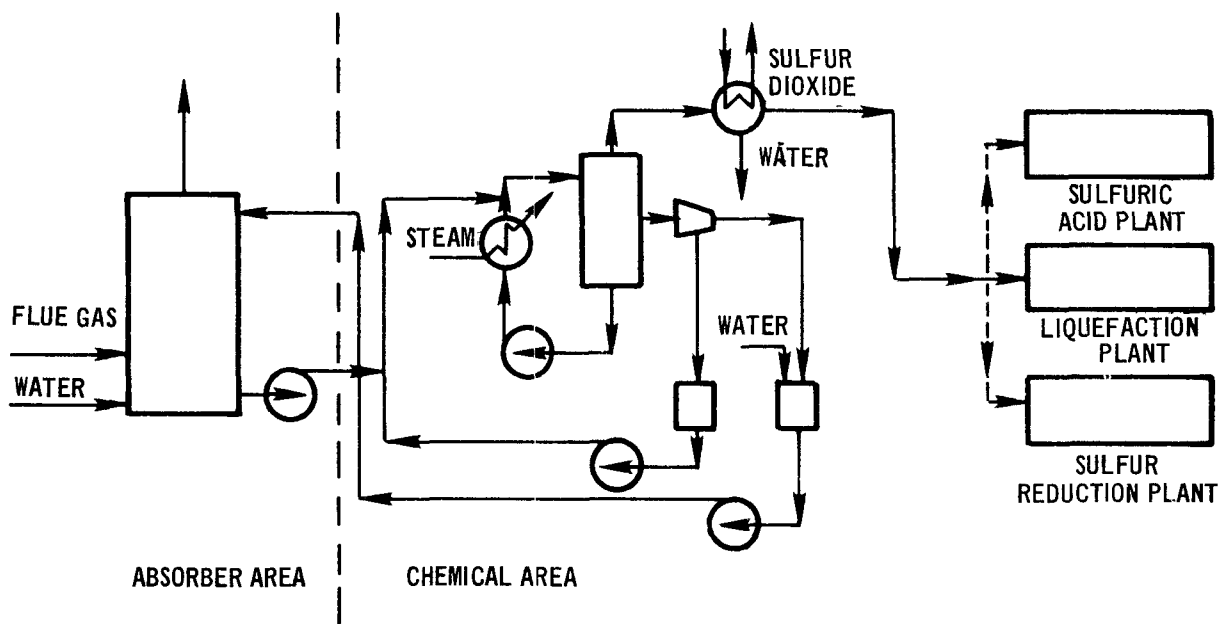 SULFUR
DIOXIDE
WATER
STEAM
SULFURIC
ACID PLANT
FLUE GAS
WATER
WATER
LIQUEFACTION
PLANT
SULFUR
REDUCTION PLANT
ABSORBER AREA
CHEMICAL AREA